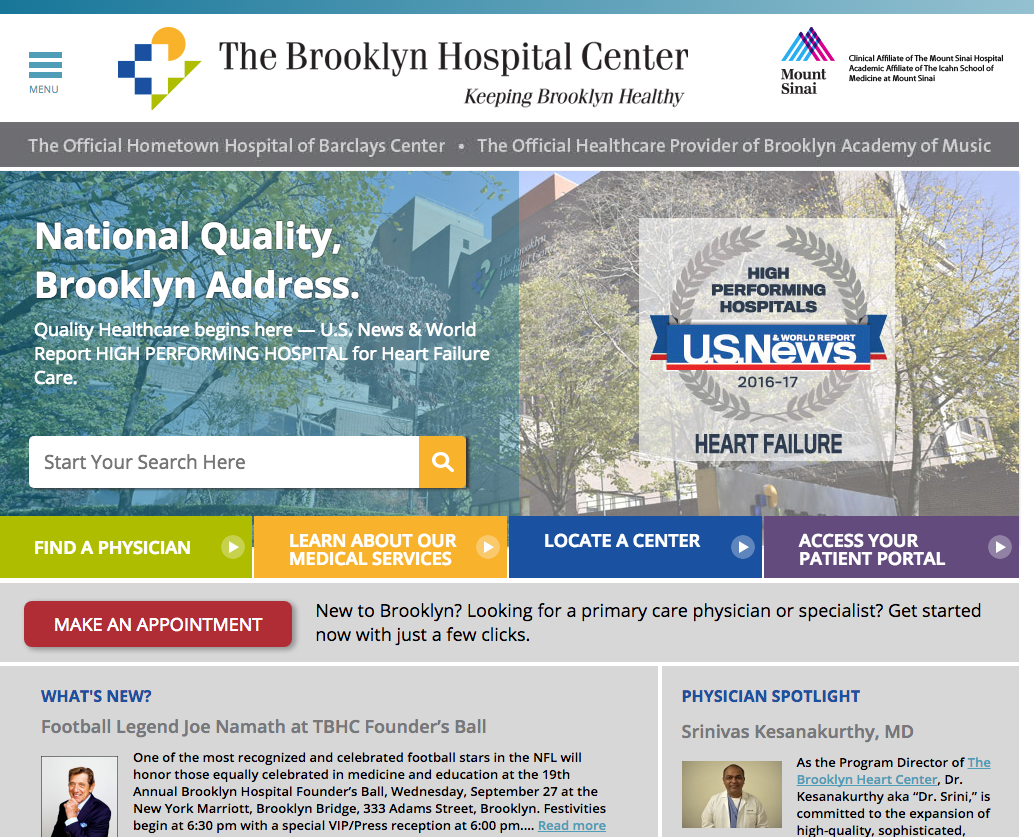 MENU
The Brooklyn Hospital Center
Keeping Brooklyn Healthy
Mount
Sinai
Clinical Affiliate of The Mount Sinai Hospital
Academic Affiliate of The Icahn School of
Medicine at Mount Sinai
The Official Hometown Hospital of Barclays Center • The Official Healthcare Provider of Brooklyn Academy of Music
National Quality,
Brooklyn Address.
Quality Healthcare begins here — U.S. News & World
Report HIGH PERFORMING HOSPITAL for Heart Failure
Care.
Start Your Search Here
HIGH
PERFORMING
HOSPITALS
& WORLD REPORT
U.S.News
2016-17
HEART FAILURE
FIND A PHYSICIAN
LEARN ABOUT OUR
MEDICAL SERVICES
LOCATE A CENTER
ACCESS YOUR
PATIENT PORTAL
MAKE AN APPOINTMENT
New to Brooklyn? Looking for a primary care physician or specialist? Get started
now with just a few clicks.
WHAT'S NEW?
Football Legend Joe Namath at TBHC Founder’s Ball
One of the most recognized and celebrated football stars in the NFL will
honor those equally celebrated in medicine and education at the 19th
Annual Brooklyn Hospital Founder’s Ball, Wednesday, September 27 at the
New York Marriott, Brooklyn Bridge, 333 Adams Street, Brooklyn. Festivities
begin at 6:30 pm with a special VIP/Press reception at 6:00 pm.... Read more
PHYSICIAN SPOTLIGHT
Srinivas Kesanakurthy, MD
As the Program Director of The
Brooklyn Heart Center, Dr.
Kesanakurthy aka “Dr. Srini,” is
committed to the expansion of
high-quality, sophisticated,